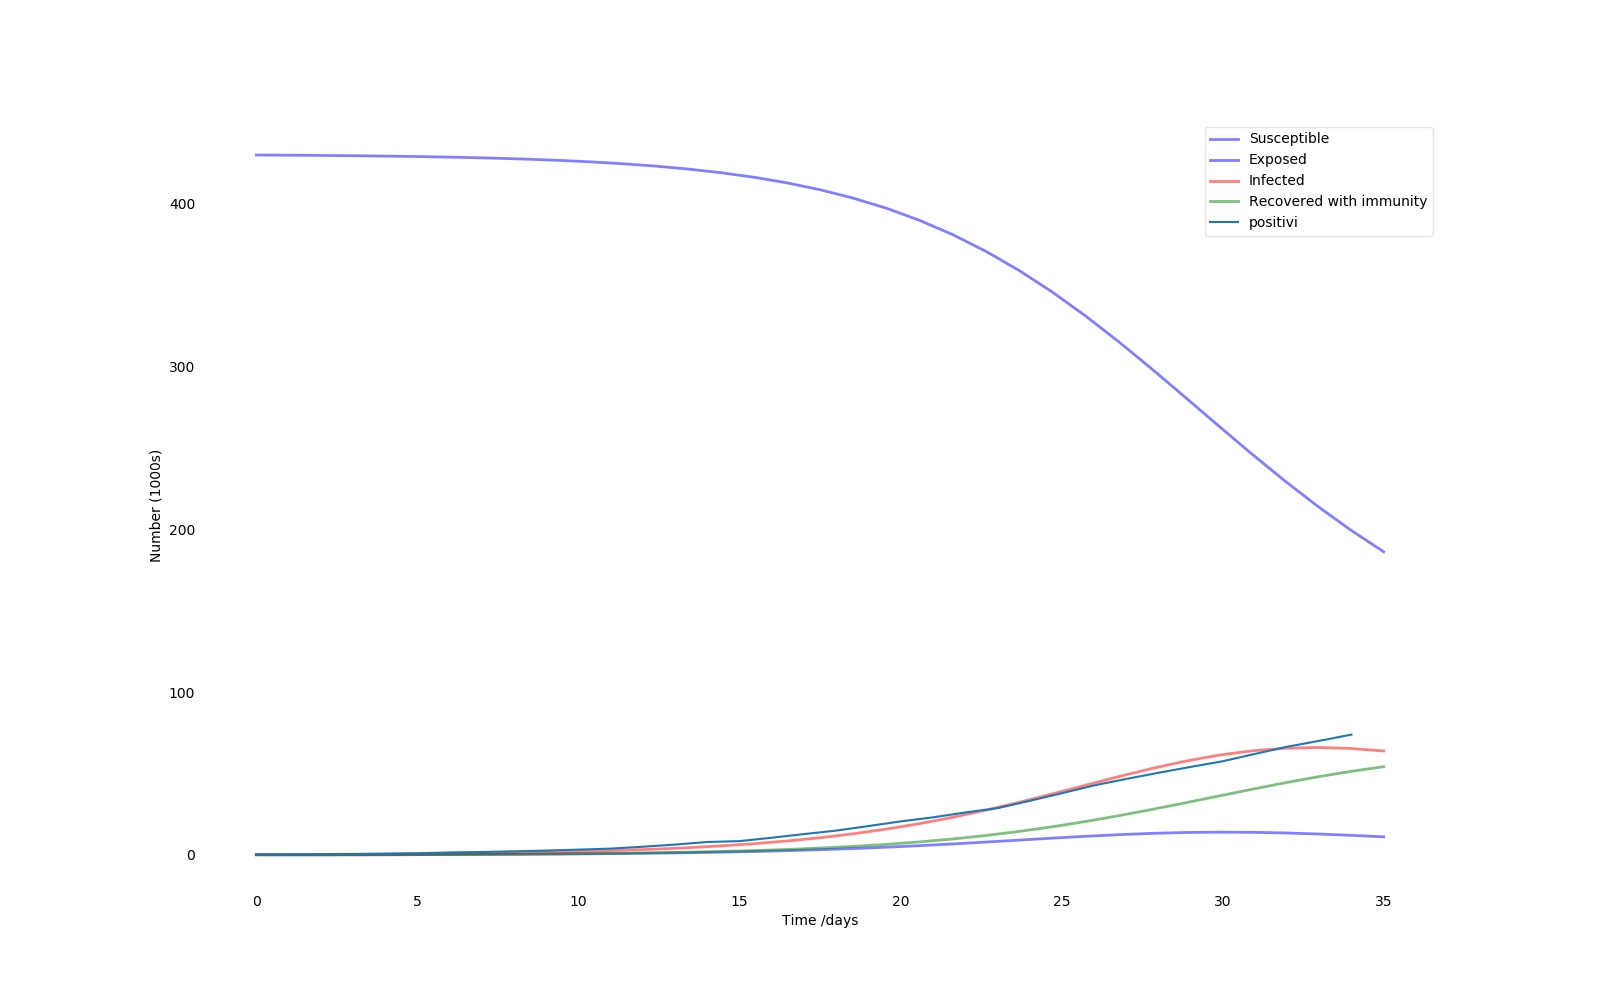 Susceptible
Exposed
Infected
Recovered with immunity
positivi
400
300
200
100
0
Number (1000s)
0 5 10 15 20 25 30 35
Time /days